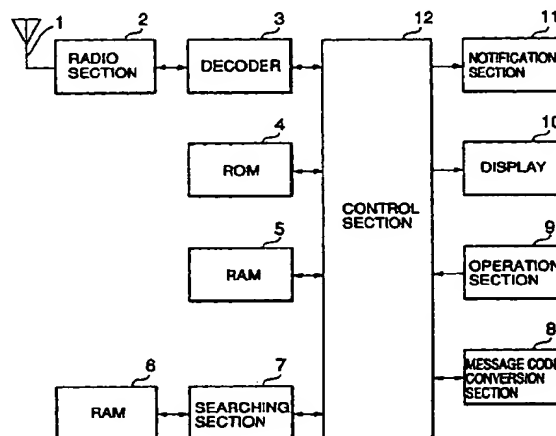 1
2
3
12
11
RADIO
SECTION
DECODER
NOTIFICATION
SECTION
4
10
ROM
DISPLAY
CONTROL
SECTION
5
9
RAM
OPERATION
SECTION
6
7
8
RAM
SEARCHING
SECTION
MESSAGE CODE
CONVERSION
SECTION